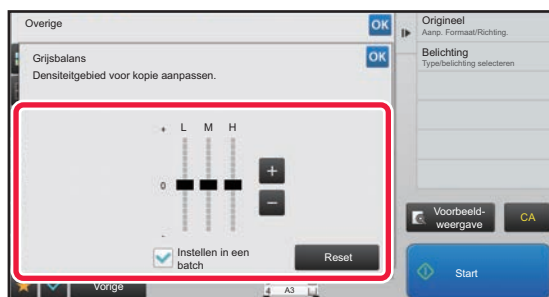 Overige
OK
Grijsbalans
OK
Densiteitgebied voor kopie aanpassen.
+ L M H
0
-
Instellen in een
batch
Reset
Vorige
A3
Origineel
Aanp. Formaat/Richting.
Belichting
Type/belichting selecteren
Voorbeeld-
weergave
CA
Start